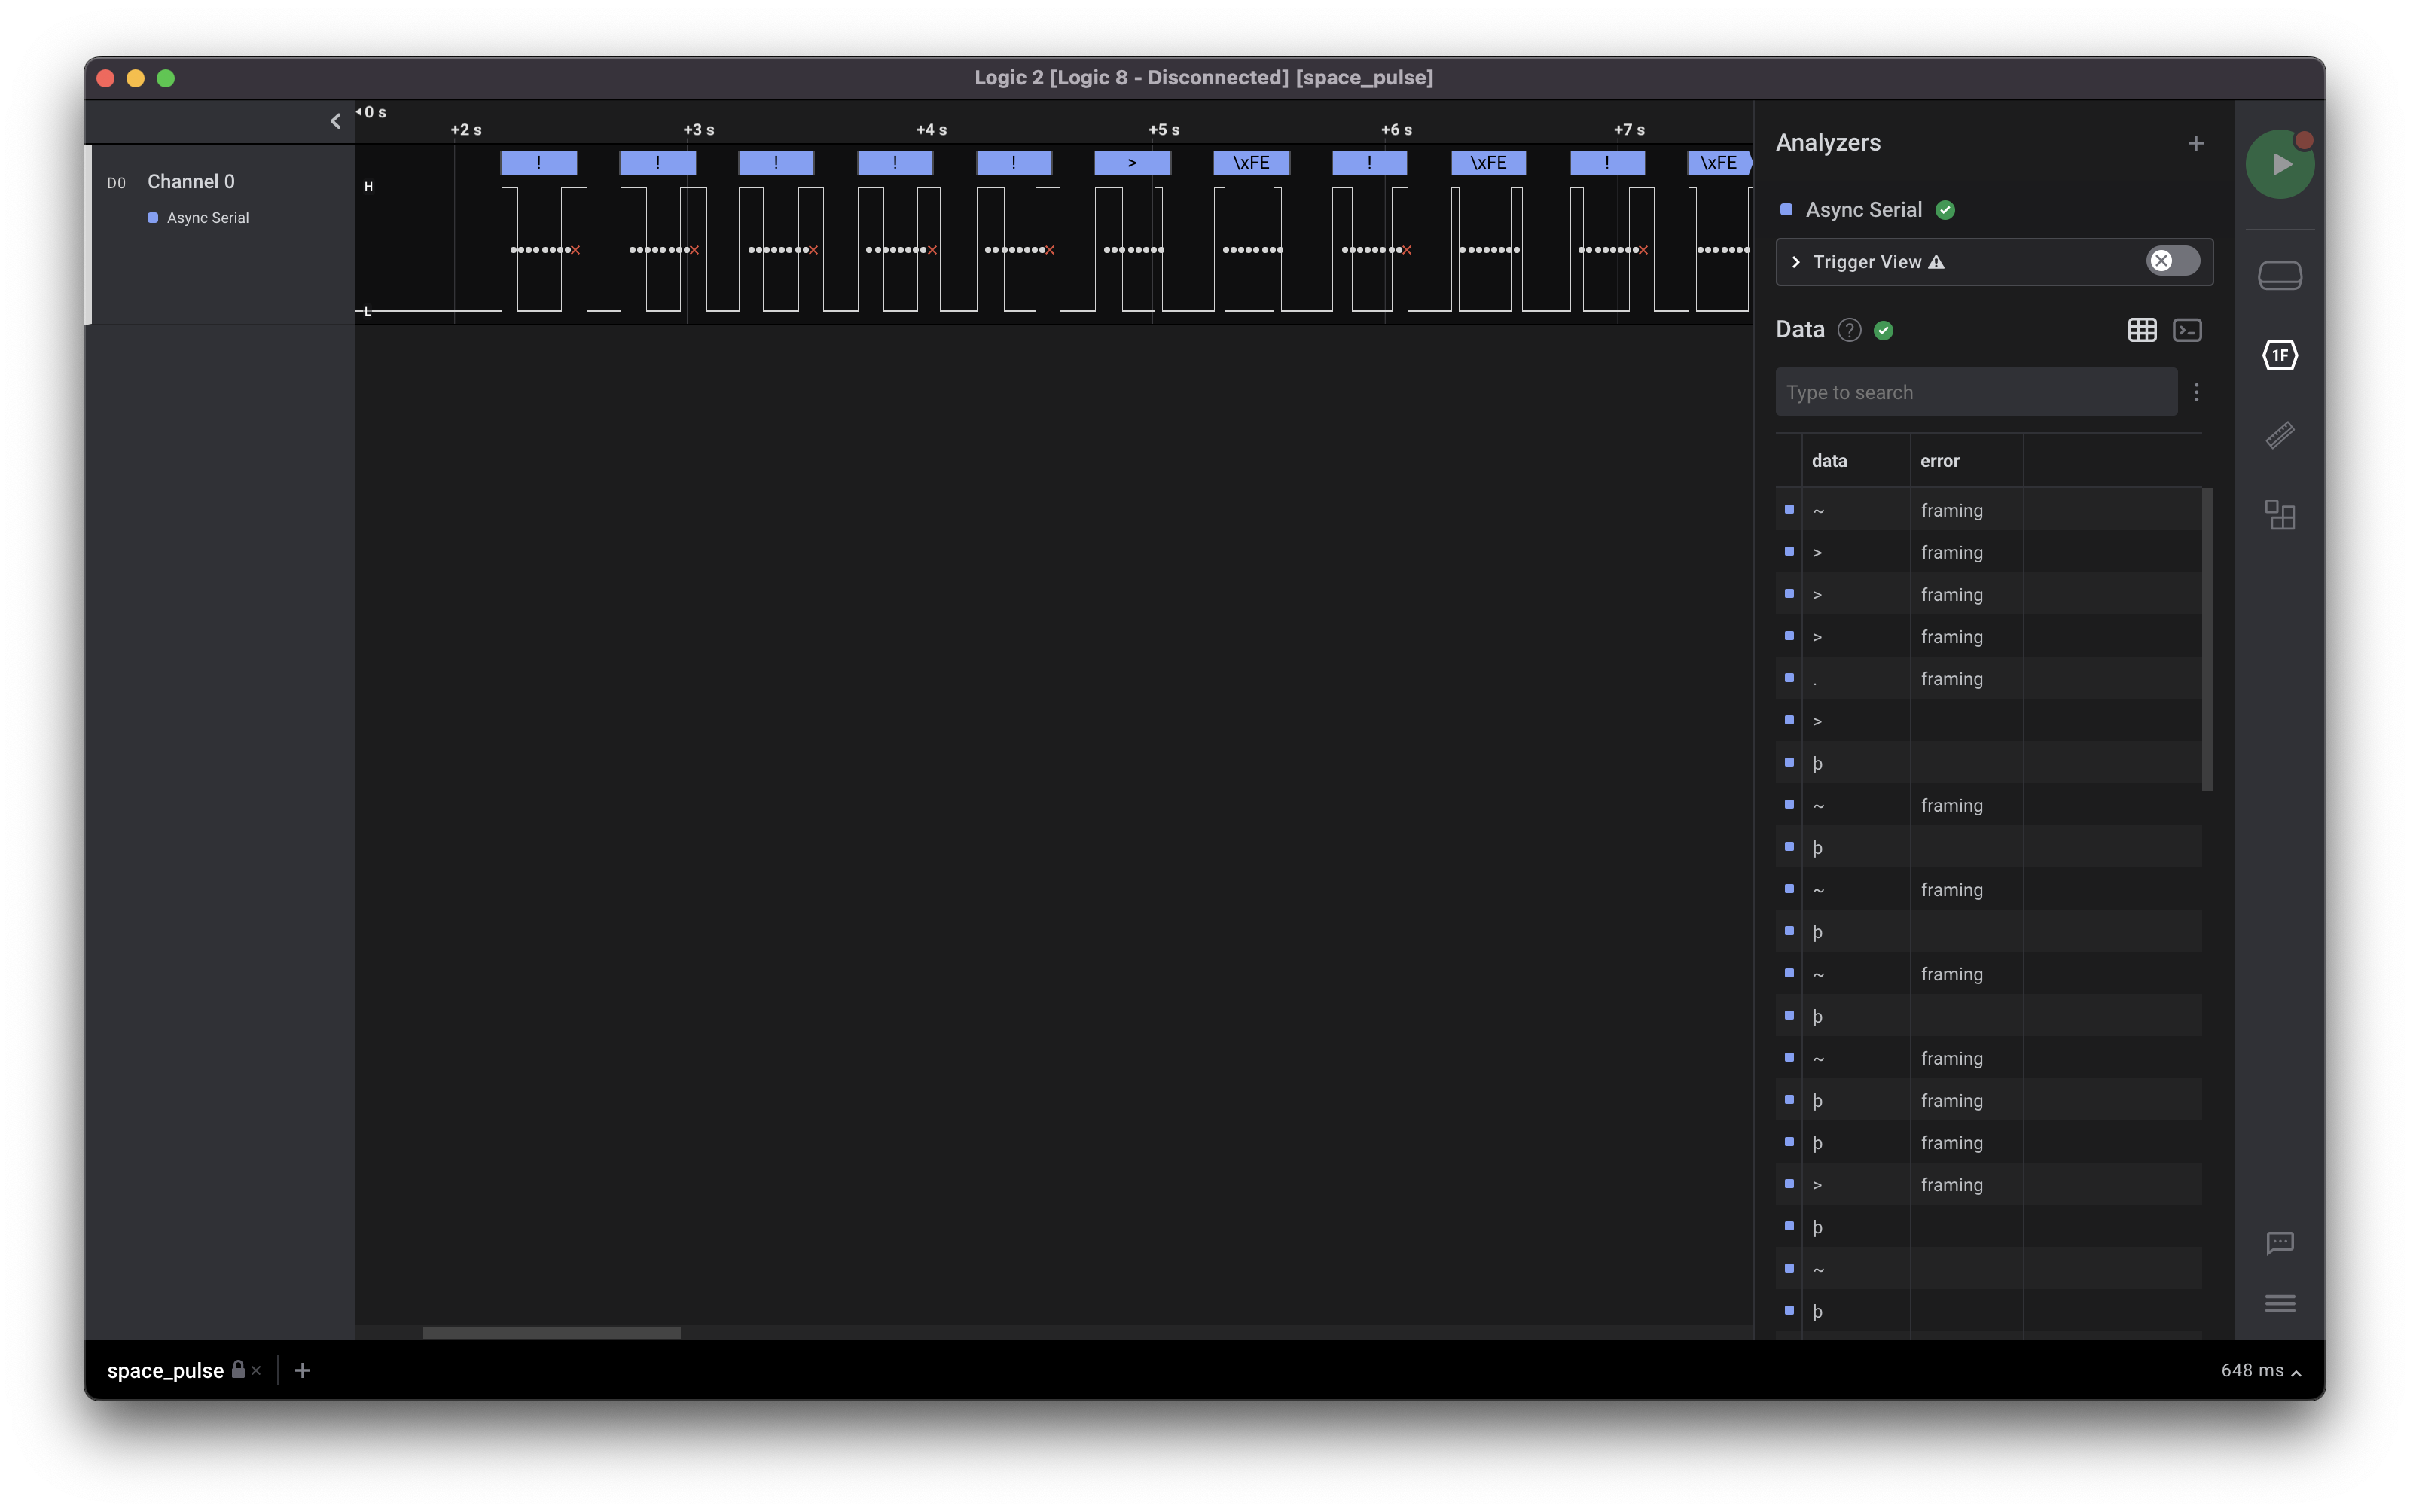 Logic 2 [Logic 8 - Disconnected] [space_pulse]
0 s
+2 s +3 s +4 s +5 s +6 s +7 s
D0 Channel 0
Async Serial
H
L
! ! ! ! ! > \xFE ! \xFE ! \xFE
Analyzers +
Async Serial
Trigger View
Data ?
Type to search
data error
~ framing
> framing
> framing
> framing
. framing
>
þ
~ framing
þ
~ framing
þ
~ framing
þ
~ framing
þ framing
þ framing
> framing
þ
~
þ
1F
space_pulse × +
648 ms